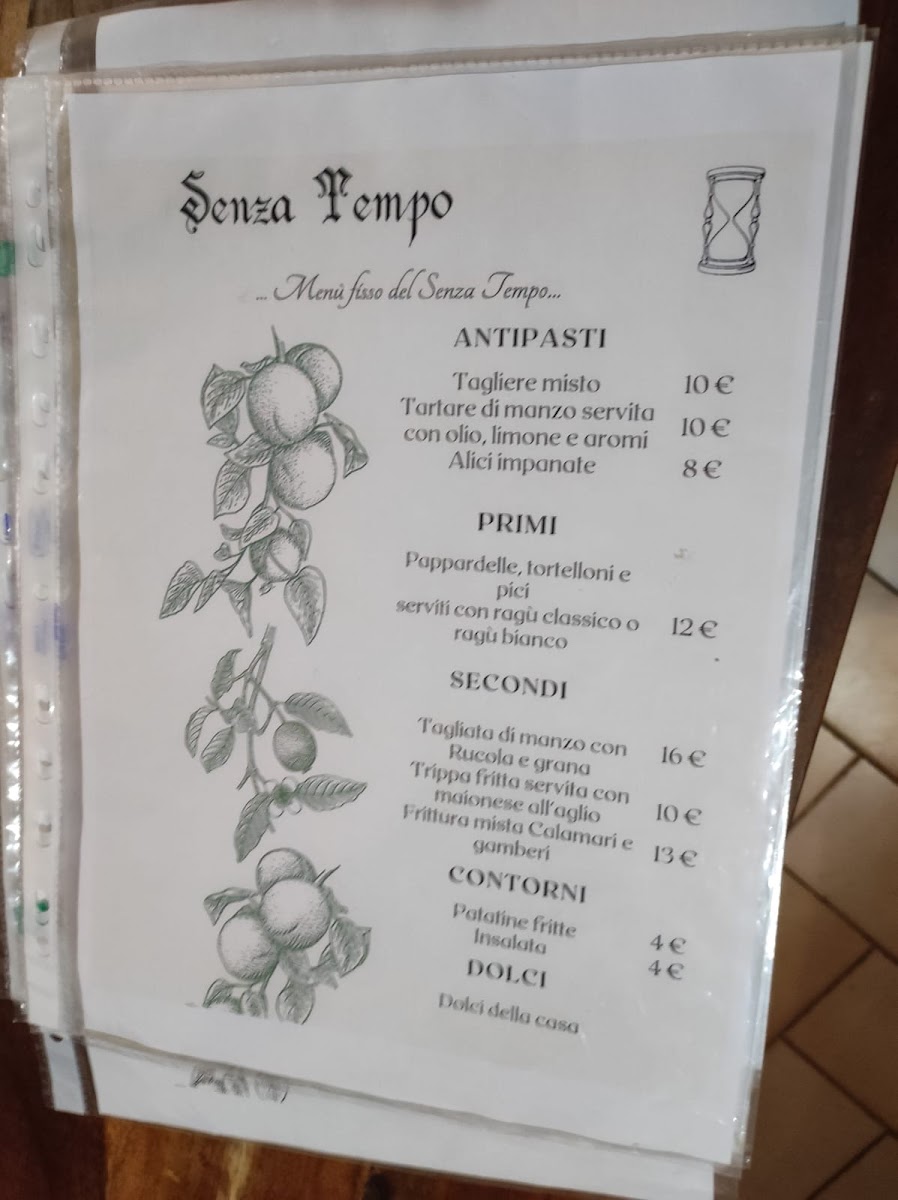 Senza Tempo
... Menù fisso del Senza Tempo...
ANTIPASTI
Tagliere misto 10 €
Tartare di manzo servita
con olio, limone e aromi 10 €
Alici impanate 8 €
PRIMI
Pappardelle, tortelloni e
pici
serviti con ragù classico o
ragù bianco 12 €
SECONDI
Tagliata di manzo con
Rucola e grana 16 €
Trippa fritta servita con
maionese all'aglio 10 €
Frittura mista Calamari e
gamberi 13 €
CONTORNI
Patatine fritte 4 €
Insalata 4 €
DOLCI
Dolci della casa